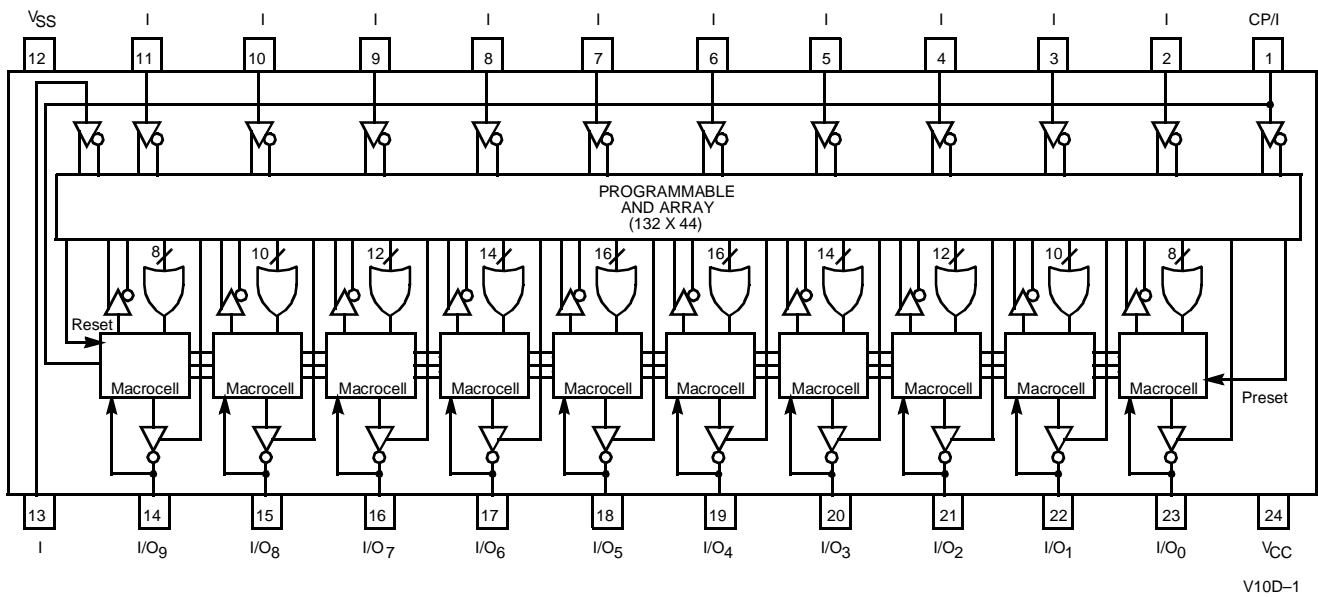 VSS I I I I I I I I I I CP/I
12 11 10 9 8 7 6 5 4 3 2 1
PROGRAMMABLE
AND ARRAY
(132 X 44)
8 10 12 14 16 16 14 12 10 8
Reset
Macrocell Macrocell Macrocell Macrocell Macrocell Macrocell Macrocell Macrocell Macrocell Macrocell
Preset
13 14 15 16 17 18 19 20 21 22 23 24
I I/O9 I/O8 I/O7 I/O6 I/O5 I/O4 I/O3 I/O2 I/O1 I/O0 VCC
V10D–1